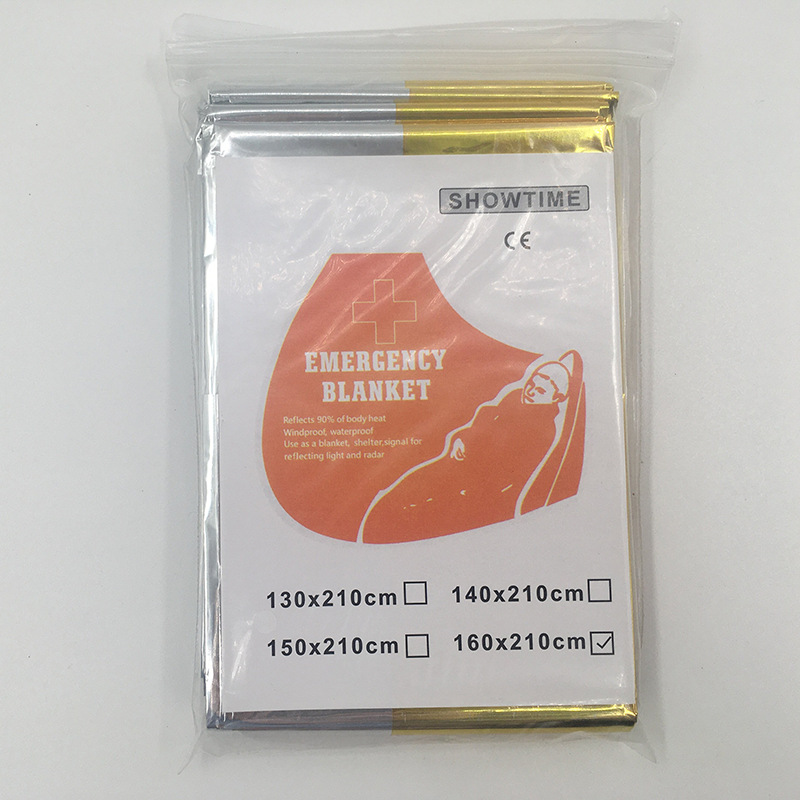 SHOWTIME
CE
EMERGENCY
BLANKET
Reflects 90% of body heat
Windproof, waterproof
Use as a blanket, shelter,signal for
reflecting light and radar
130x210cm☐ 140x210cm☐
150x210cm☐ 160x210cm☑